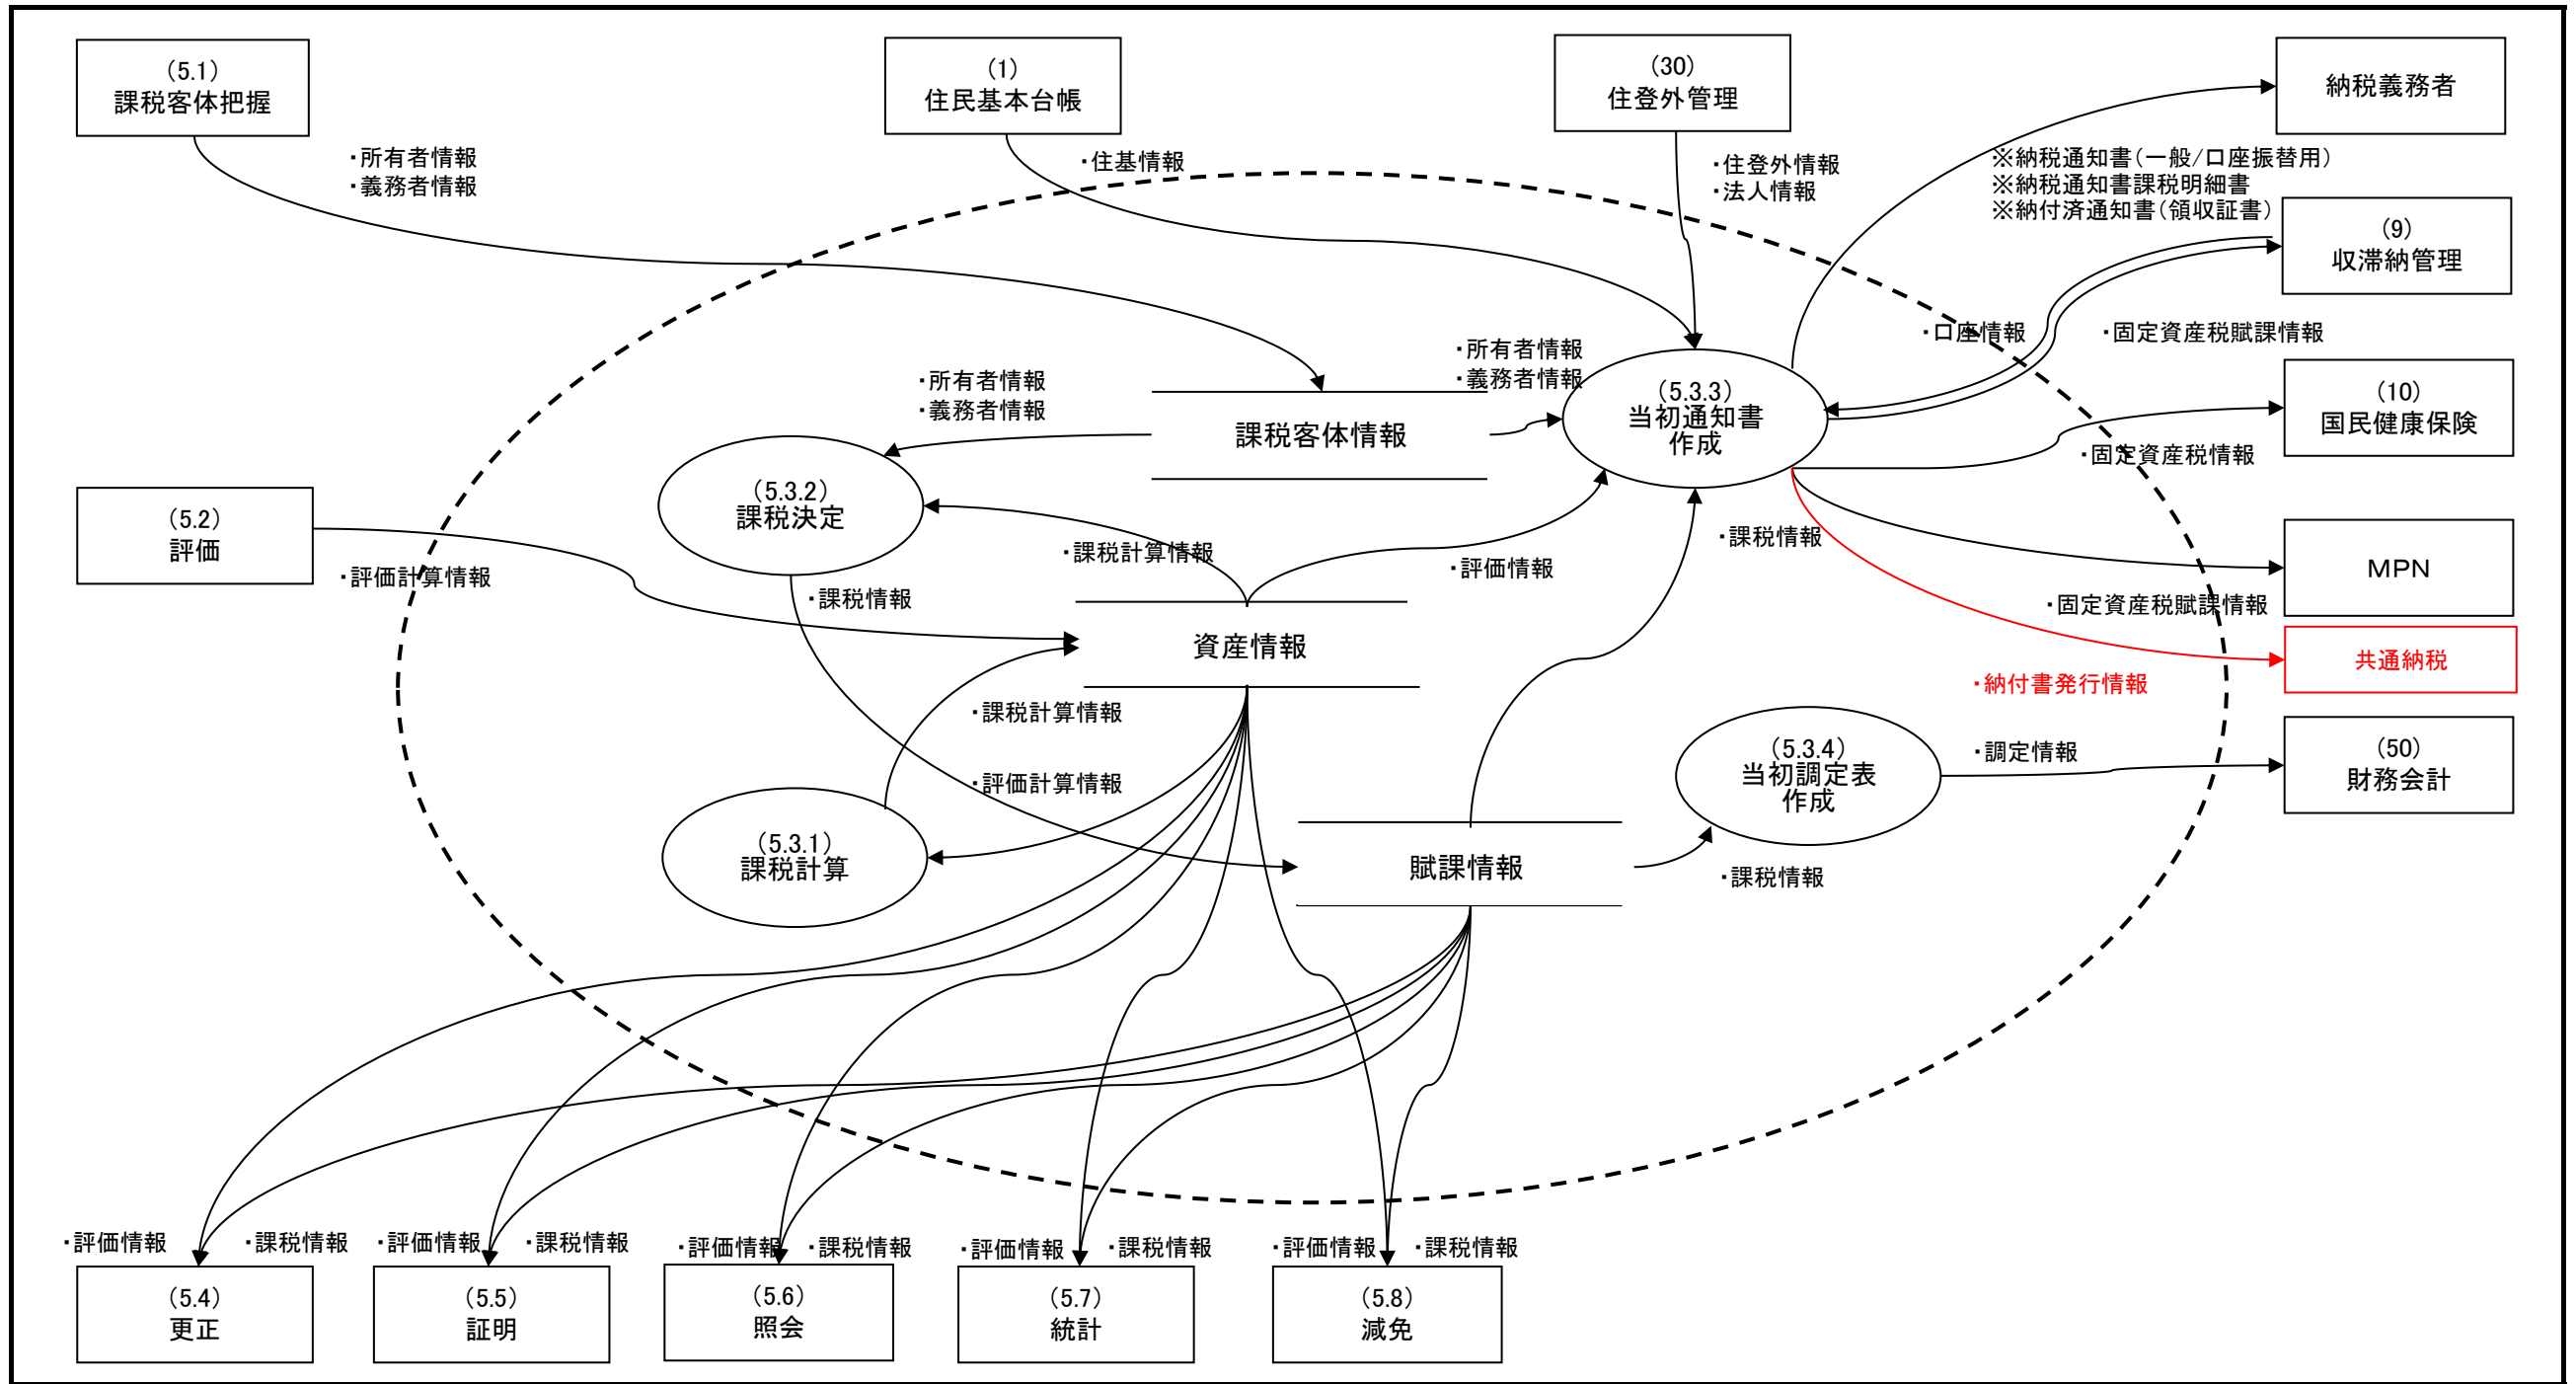 （5.1）
課税客体把握
（1）
住民基本台帳
（30）
住登外管理
納税義務者
・所有者情報
・義務者情報
・住基情報
・住登外情報
・法人情報
※納税通知書（一般/口座振替用）
※納税通知書課税明細書
※納付済通知書（領収証書）
（9）
収滞納管理
・口座情報
・固定資産税賦課情報
・所有者情報
・義務者情報
・所有者情報
・義務者情報
課税客体情報
（5.3.3）
当初通知書
作成
（10）
国民健康保険
・固定資産税情報
（5.3.2）
課税決定
（5.2）
評価
・評価計算情報
・課税計算情報
・評価情報
・課税情報
MPN
・課税情報
・固定資産税賦課情報
資産情報
共通納税
・納付書発行情報
・課税計算情報
・評価計算情報
（5.3.4）
当初調定表
作成
・調定情報
（50）
財務会計
（5.3.1）
課税計算
賦課情報
・課税情報
・評価情報
・課税情報
・評価情報
・課税情報
・評価情報
・課税情報
・評価情報
・課税情報
・評価情報
・課税情報
（5.4）
更正
（5.5）
証明
（5.6）
照会
（5.7）
統計
（5.8）
減免